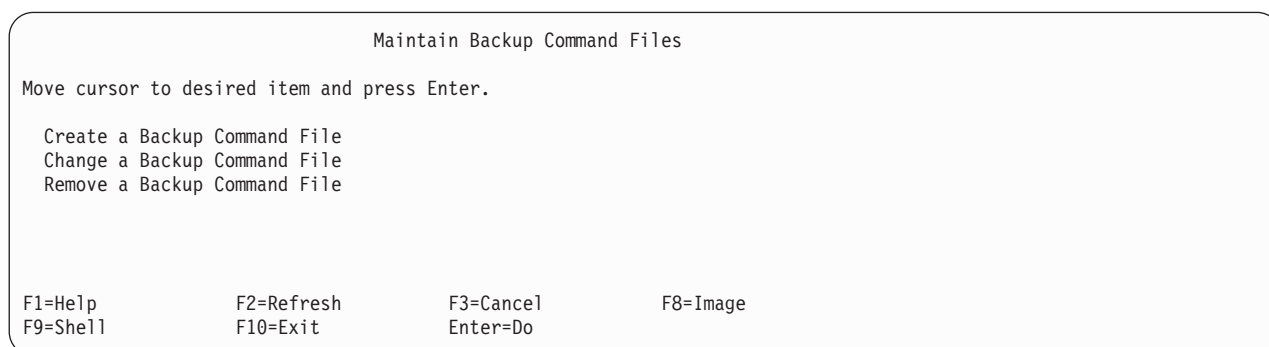 Maintain Backup Command Files
Move cursor to desired item and press Enter.
Create a Backup Command File
Change a Backup Command File
Remove a Backup Command File
F1=Help F2=Refresh F3=Cancel F8=Image
F9=Shell F10=Exit Enter=Do